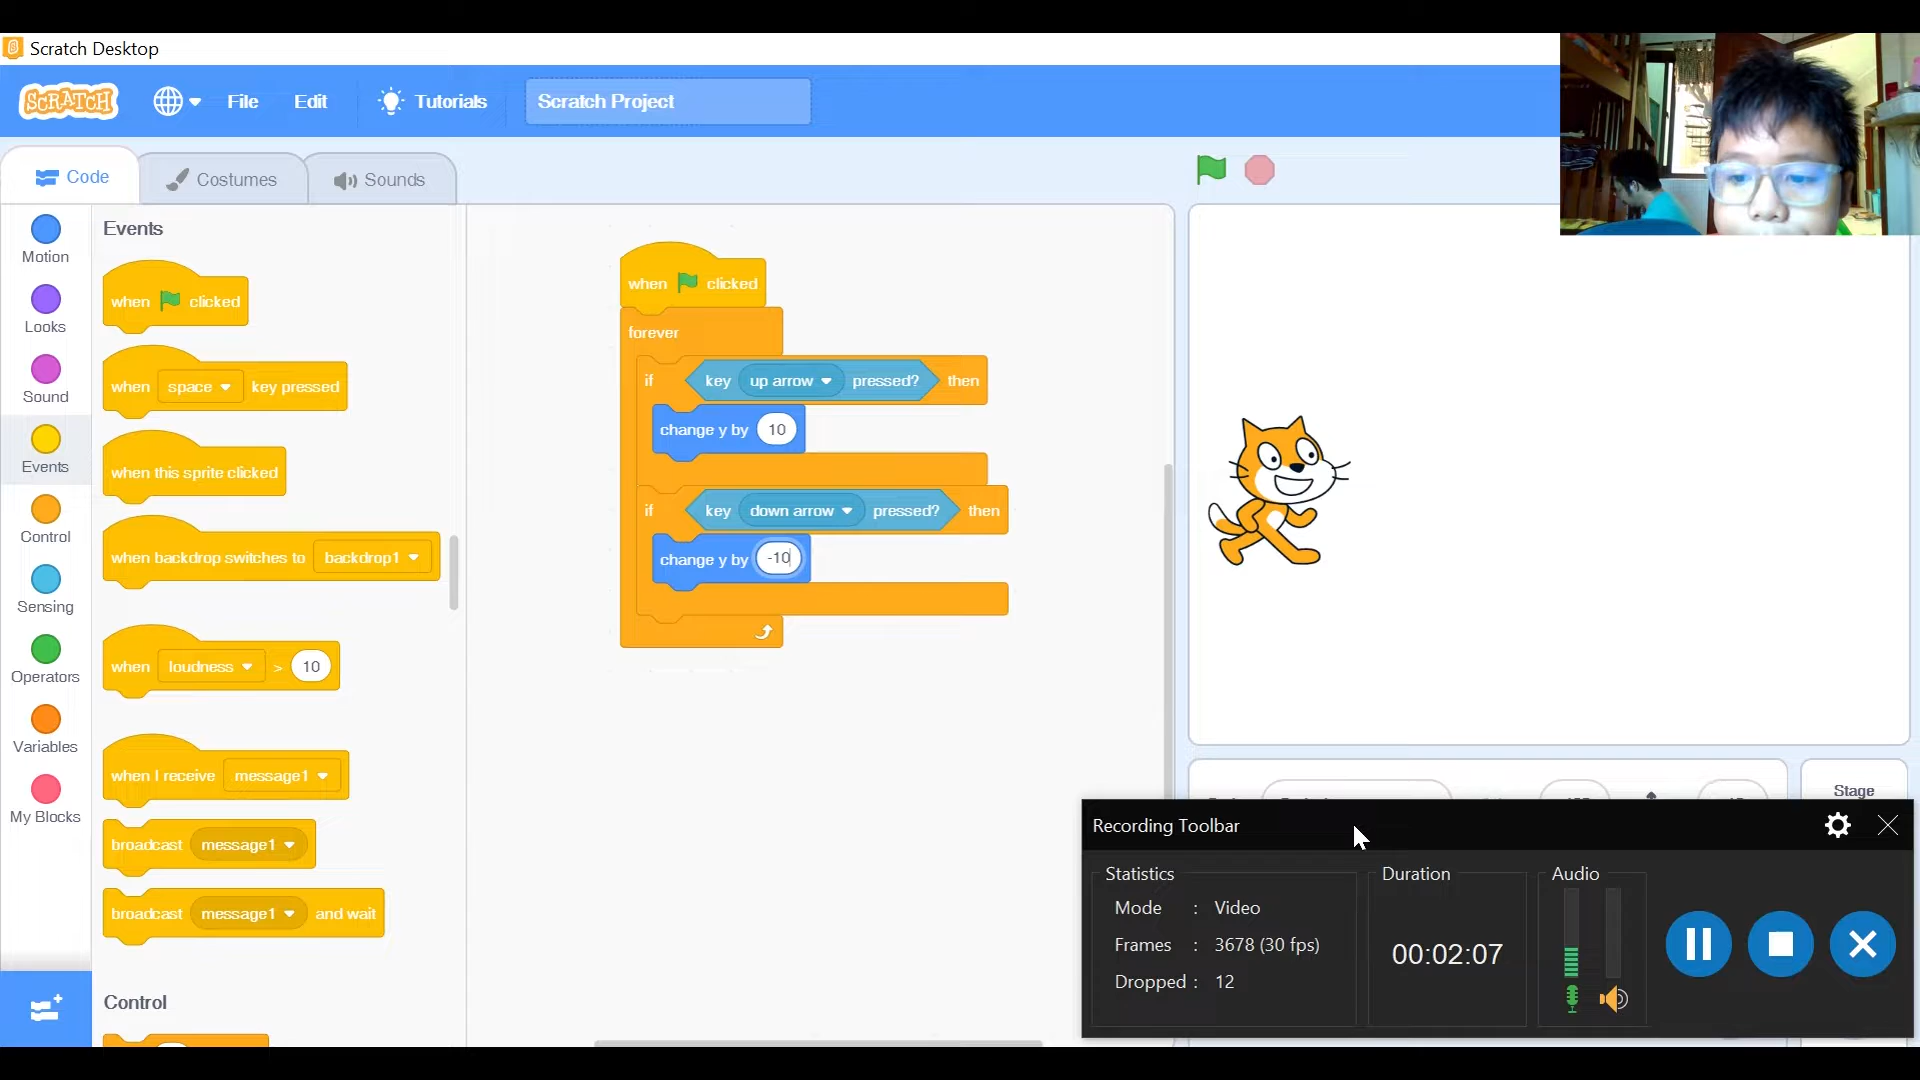 Scratch Desktop
SCRATCH
File
Edit
Tutorials
Scratch Project
Code
Costumes
Sounds
Motion
Looks
Sound
Events
Control
Sensing
Operators
Variables
My Blocks
Events
when clicked
when space key pressed
when this sprite clicked
when backdrop switches to backdrop1
when loudness > 10
when I receive message1
broadcast message1
broadcast message1 and wait
Control
when clicked
forever
if key up arrow pressed? then
change y by 10
if key down arrow pressed? then
change y by -10
Stage
Recording Toolbar
Statistics
Mode : Video
Frames : 3678 (30 fps)
Dropped : 12
Duration
00:02:07
Audio